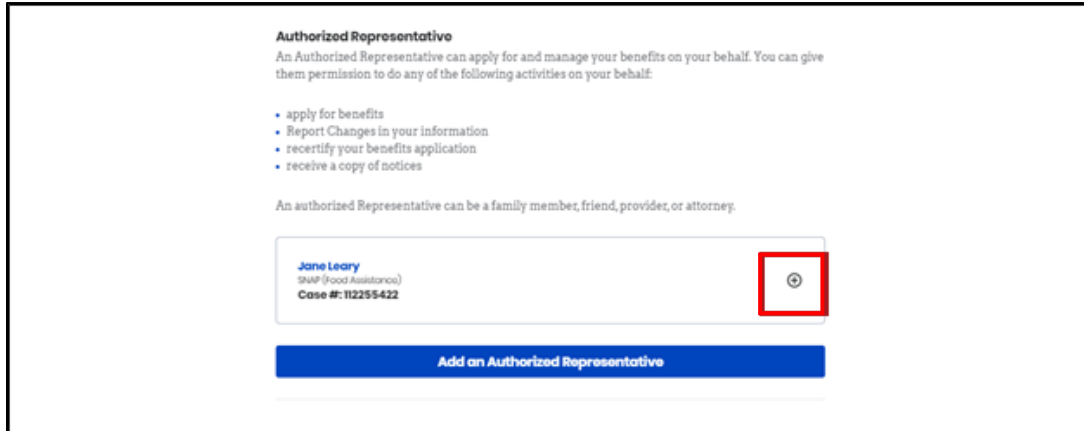 Authorized Representative
An Authorized Representative can apply for and manage your benefits on your behalf. You can give
them permission to do any of the following activities on your behalf:
• apply for benefits
• Report Changes in your information
• recertify your benefits application
• receive a copy of notices
An authorized Representative can be a family member, friend, provider, or attorney.
Jane Leary
SNAP (Food Assistance)
Case #: 112255422
Add an Authorized Representative